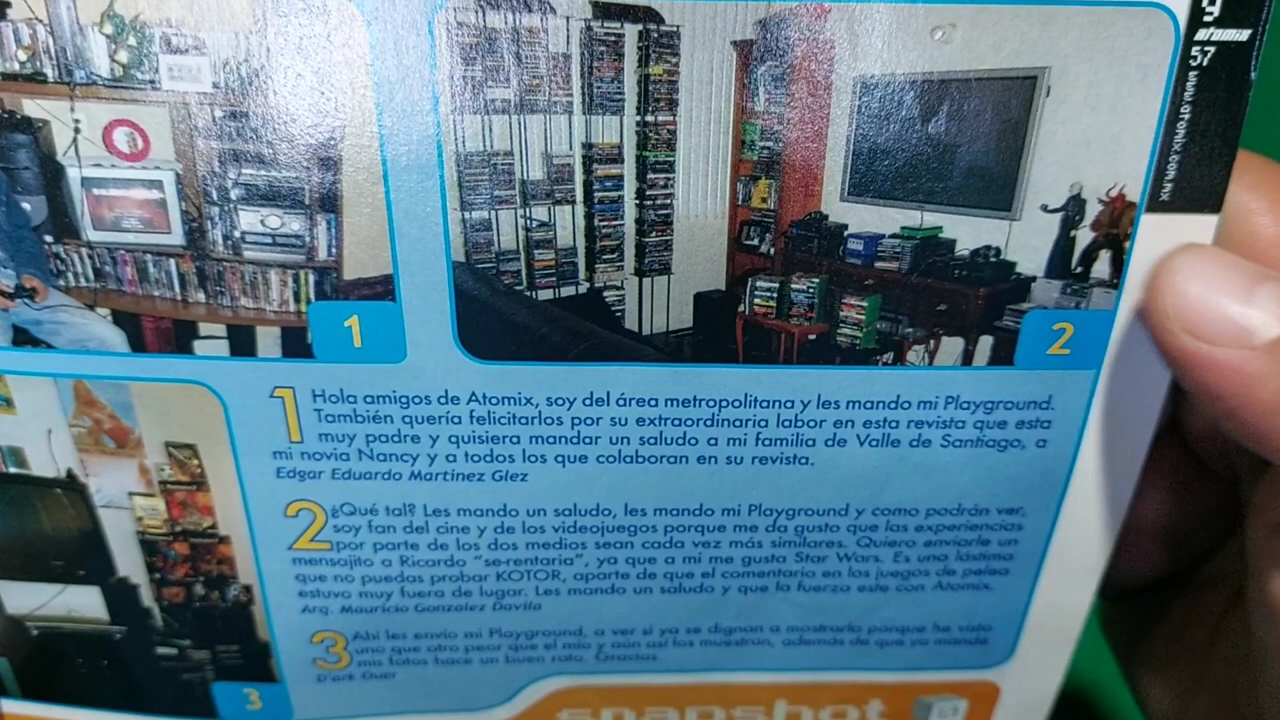 y
atomix
57
www.atomix.com.mx
1
2
1 Hola amigos de Atomix, soy del área metropolitana y les mando mi Playground.
También quería felicitarlos por su extraordinaria labor en esta revista que esta
muy padre y quisiera mandar un saludo a mi familia de Valle de Santiago, a
mi novia Nancy y a todos los que colaboran en su revista.
Edgar Eduardo Martinez Glez
2 ¿Qué tal? Les mando un saludo, les mando mi Playground y como podrán ver,
soy fan del cine y de los videojuegos porque me da gusto que las experiencias
por parte de los dos medios sean cada vez más similares. Quiero enviarle un
mensajito a Ricardo "se-rentaria", ya que a mi me gusta Star Wars. Es una lástima
que no puedas probar KOTOR, aparte de que el comentario en los juegos de pelea
estuvo muy fuera de lugar. Les mando un saludo y que la fuerza este con Atomix.
Arq. Mauricio Gonzalez Davila
3 Ahí les envío mi Playground, a ver si ya se dignan a mostrarlo porque he visto
uno que otro peor que el mío y aún así los muestran, además de que yo mandé
mis fotos hace un buen rato. Gracias.
D'ark Ouer
3
snapshot